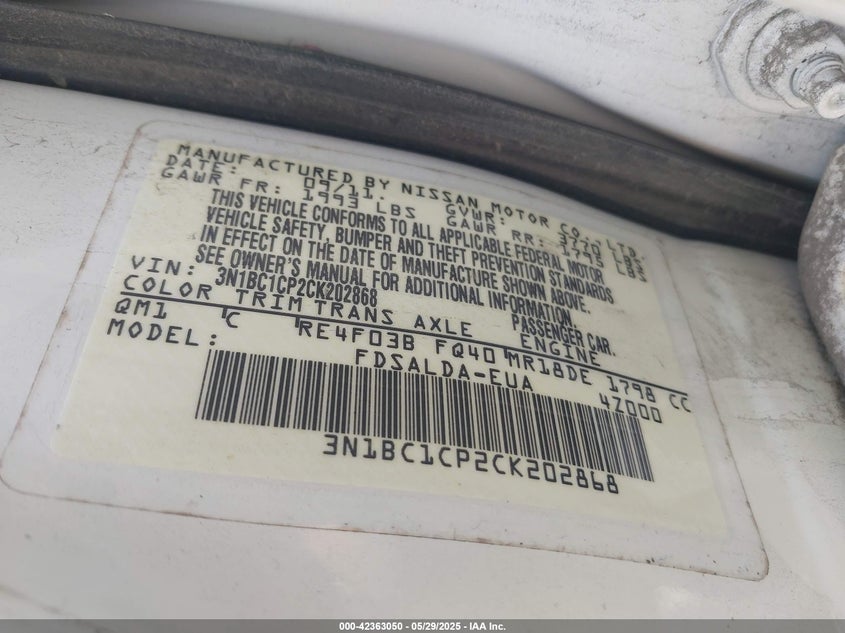 MANUFACTURED BY NISSAN MOTOR CO., LTD.
DATE: 09/11. GVWR: 3770 LBS
GAWR FR: 1993 LBS GAWR RR: 1795 LBS
THIS VEHICLE CONFORMS TO ALL APPLICABLE FEDERAL MOTOR
VEHICLE SAFETY, BUMPER AND THEFT PREVENTION STANDARDS
IN EFFECT ON THE DATE OF MANUFACTURE SHOWN ABOVE.
SEE OWNER'S MANUAL FOR ADDITIONAL INFORMATION.
VIN: 3N1BC1CP2CK202868 PASSENGER CAR.
COLOR TRIM TRANS AXLE ENGINE
QM1 C RE4F03B FQ40 MR18DE 1798 CC
MODEL: FDSALDA-EUA 4Z000
3N1BC1CP2CK202868
000-42363050 - 05/29/2025 - IAA Inc.